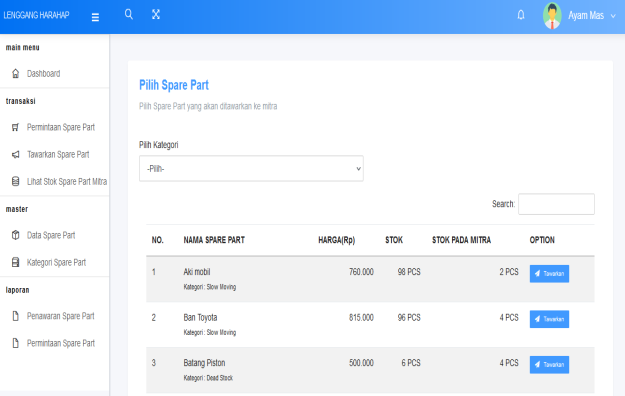 LENGGANG HARAHAP
Ayam Mas
main menu
Dashboard
transaksi
Permintaan Spare Part
Tawarkan Spare Part
Lihat Stok Spare Part Mitra
master
Data Spare Part
Kategori Spare Part
laporan
Penawaran Spare Part
Permintaan Spare Part
Pilih Spare Part
Pilih Spare Part yang akan ditawarkan ke mitra
Pilih Kategori
-Pilih-
Search:
NO. NAMA SPARE PART HARGA(Rp) STOK STOK PADA MITRA OPTION
1 Aki mobil 760.000 98 PCS 2 PCS Tawarkan
Kategori : Slow Moving
2 Ban Toyota 815.000 96 PCS 4 PCS Tawarkan
Kategori : Slow Moving
3 Batang Piston 500.000 6 PCS 4 PCS Tawarkan
Kategori : Dead Stock